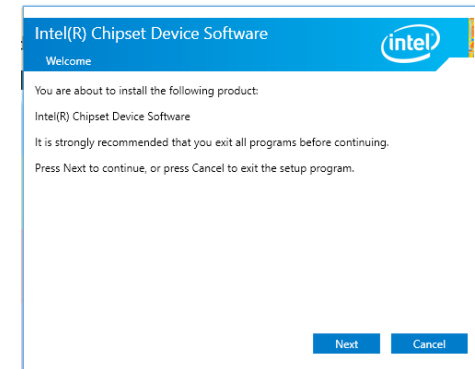 Intel(R) Chipset Device Software
intel
Welcome
You are about to install the following product:
Intel(R) Chipset Device Software
It is strongly recommended that you exit all programs before continuing.
Press Next to continue, or press Cancel to exit the setup program.
Next
Cancel